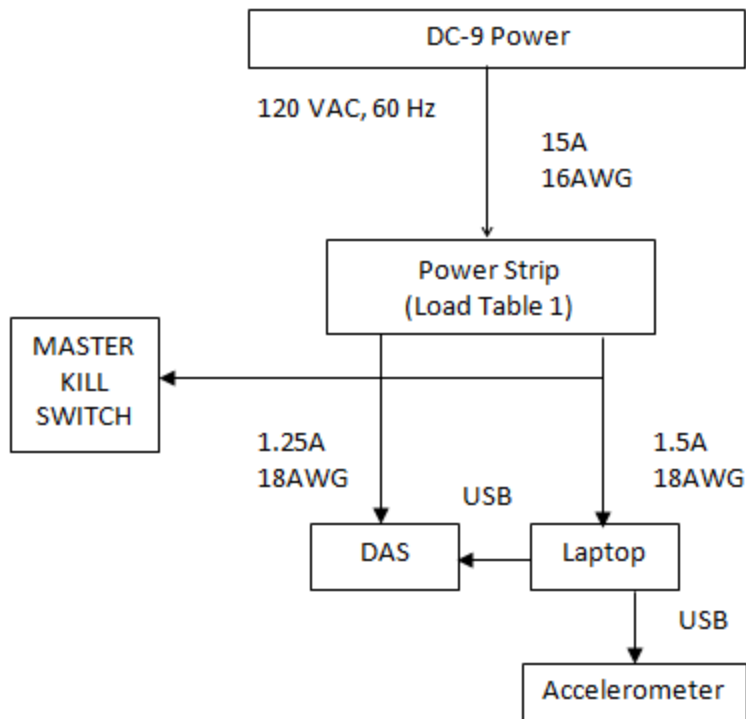 DC-9 Power
120 VAC, 60 Hz
15A
16AWG
Power Strip
(Load Table 1)
MASTER
KILL
SWITCH
1.25A
18AWG
1.5A
18AWG
USB
DAS
Laptop
USB
Accelerometer